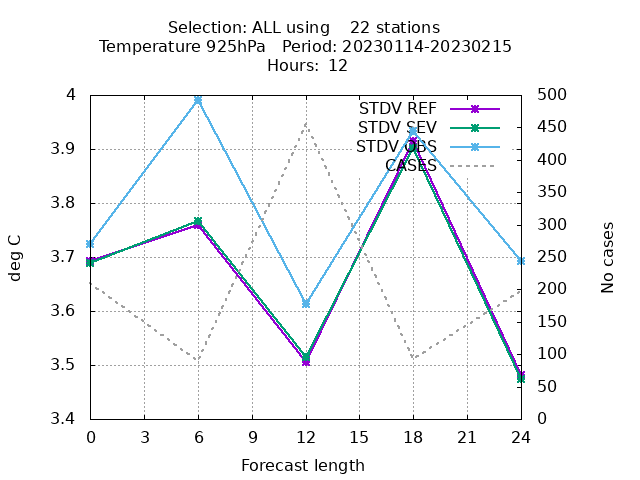 Selection: ALL using    22 stations
Temperature 925hPa   Period: 20230114-20230215
Hours: 12
4
3.9
3.8
3.7
3.6
3.5
3.4
deg C
500
450
400
350
300
250
200
150
100
50
0
No cases
STDV REF
STDV SEV
STDV OBS
CASES
0 3 6 9 12 15 18 21 24
Forecast length